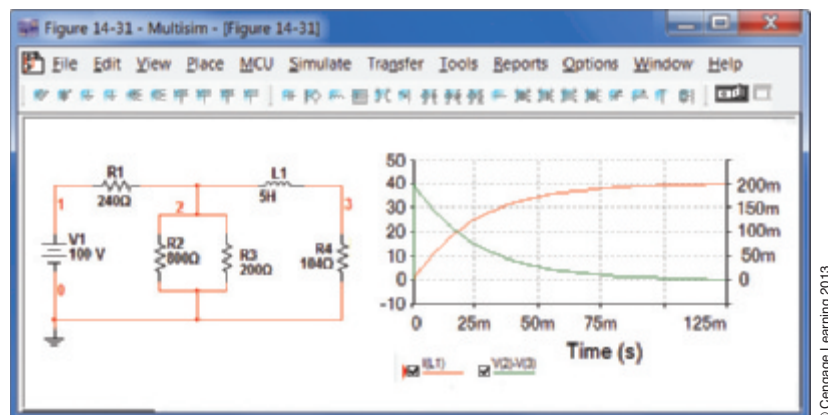 Figure 14-31 - Multisim - [Figure 14-31]
File Edit View Place MCU Simulate Transfer Tools Reports Options Window Help
R1
240Ω
L1
5H
1
2
3
V1
100 V
R2
800Ω
R3
200Ω
R4
104Ω
0
50
40
30
20
10
0
-10
200m
150m
100m
50m
0
0 25m 50m 75m 125m
Time (s)
I(L1) V(2)-V(3)
© Cengage Learning 2013